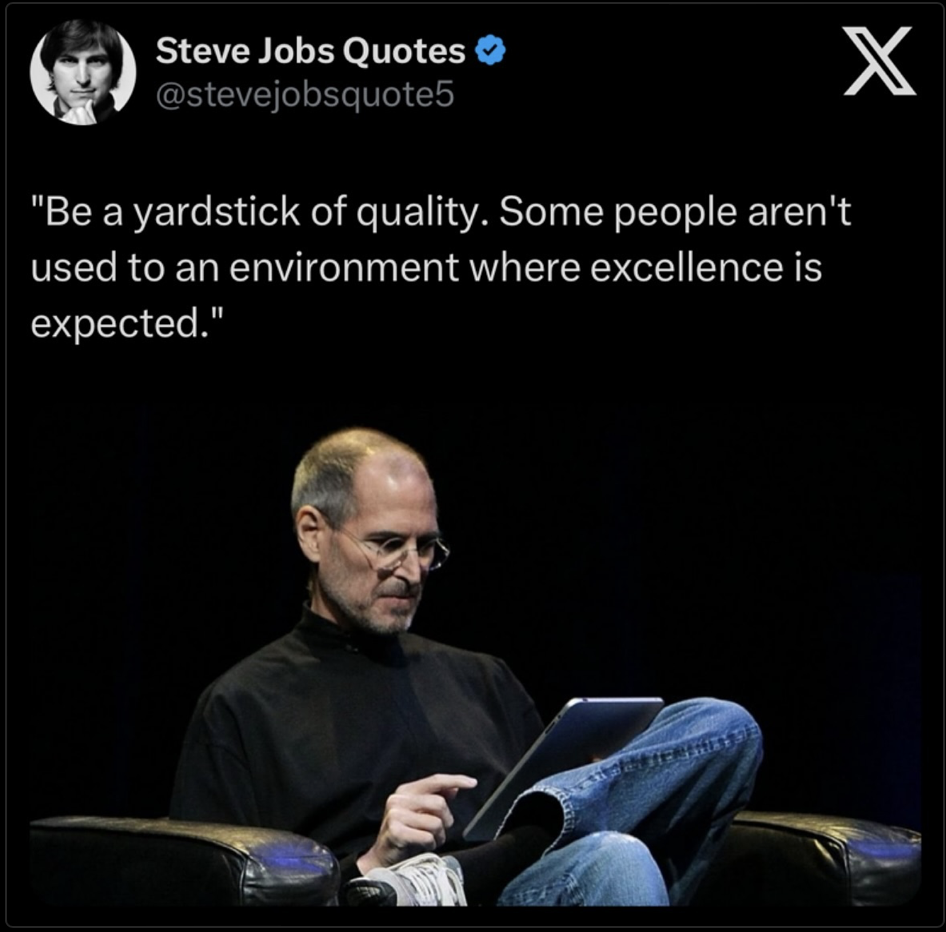 Steve Jobs Quotes
@stevejobsquote5
"Be a yardstick of quality. Some people aren't
used to an environment where excellence is
expected."